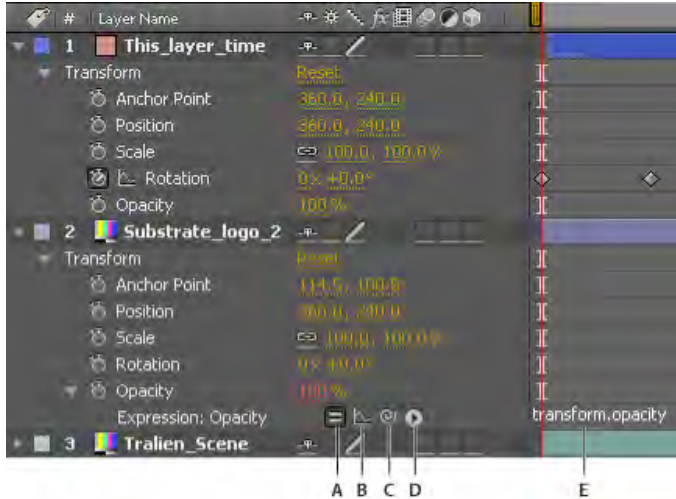 # Layer Name
1 This_layer_time
Transform Reset
Anchor Point 360.0, 240.0
Position 360.0, 240.0
Scale 100.0, 100.0%
Rotation 0x +0.0°
Opacity 100%
2 Substrate_logo_2
Transform Reset
Anchor Point 114.5, 100.0
Position 360.0, 240.0
Scale 100.0, 100.0%
Rotation 0x +0.0°
Opacity 100%
Expression: Opacity transform.opacity
3 Tralien_Scene
A B C D E